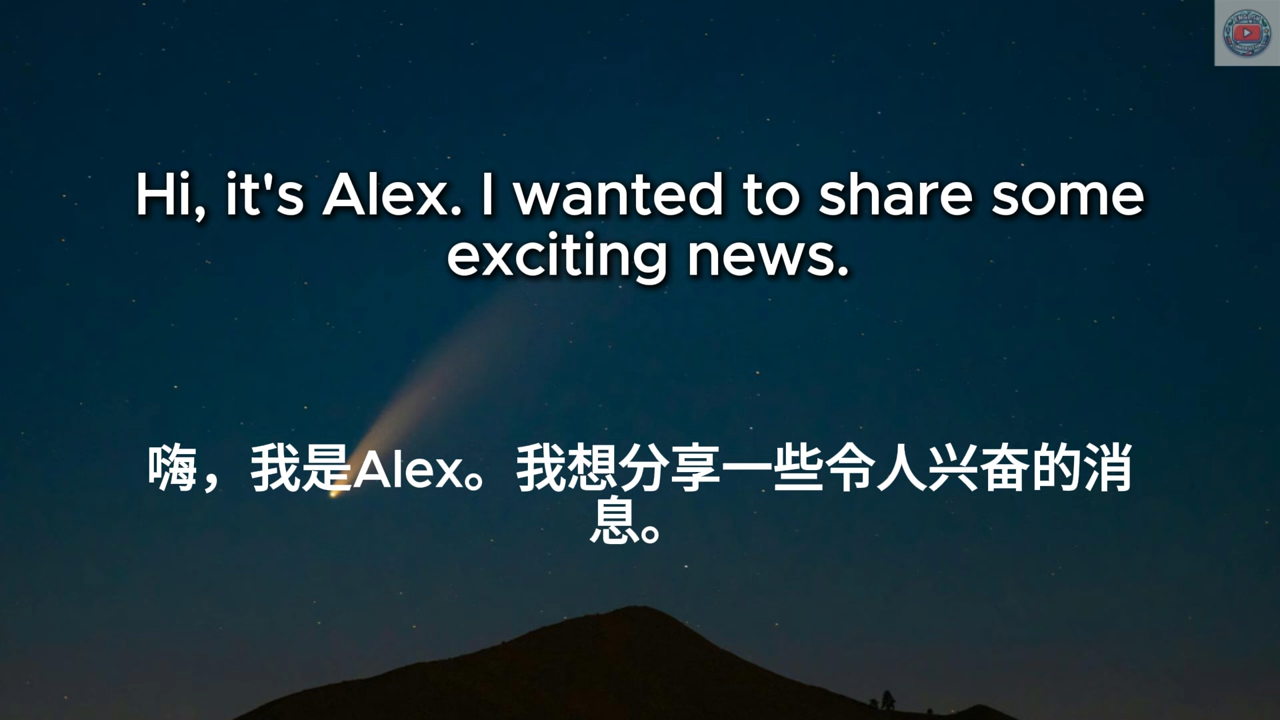 Hi, it's Alex. I wanted to share some
exciting news.
嗨，我是Alex。我想分享一些令人兴奋的消
息。